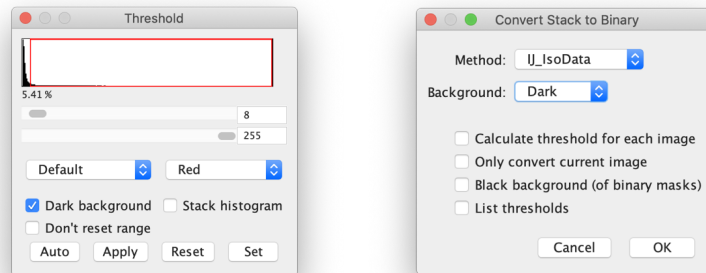 Threshold
5.41 %
8
255
Default Red
Dark background Stack histogram
Don't reset range
Auto Apply Reset Set
Convert Stack to Binary
Method: IJ_IsoData
Background: Dark
Calculate threshold for each image
Only convert current image
Black background (of binary masks)
List thresholds
Cancel OK